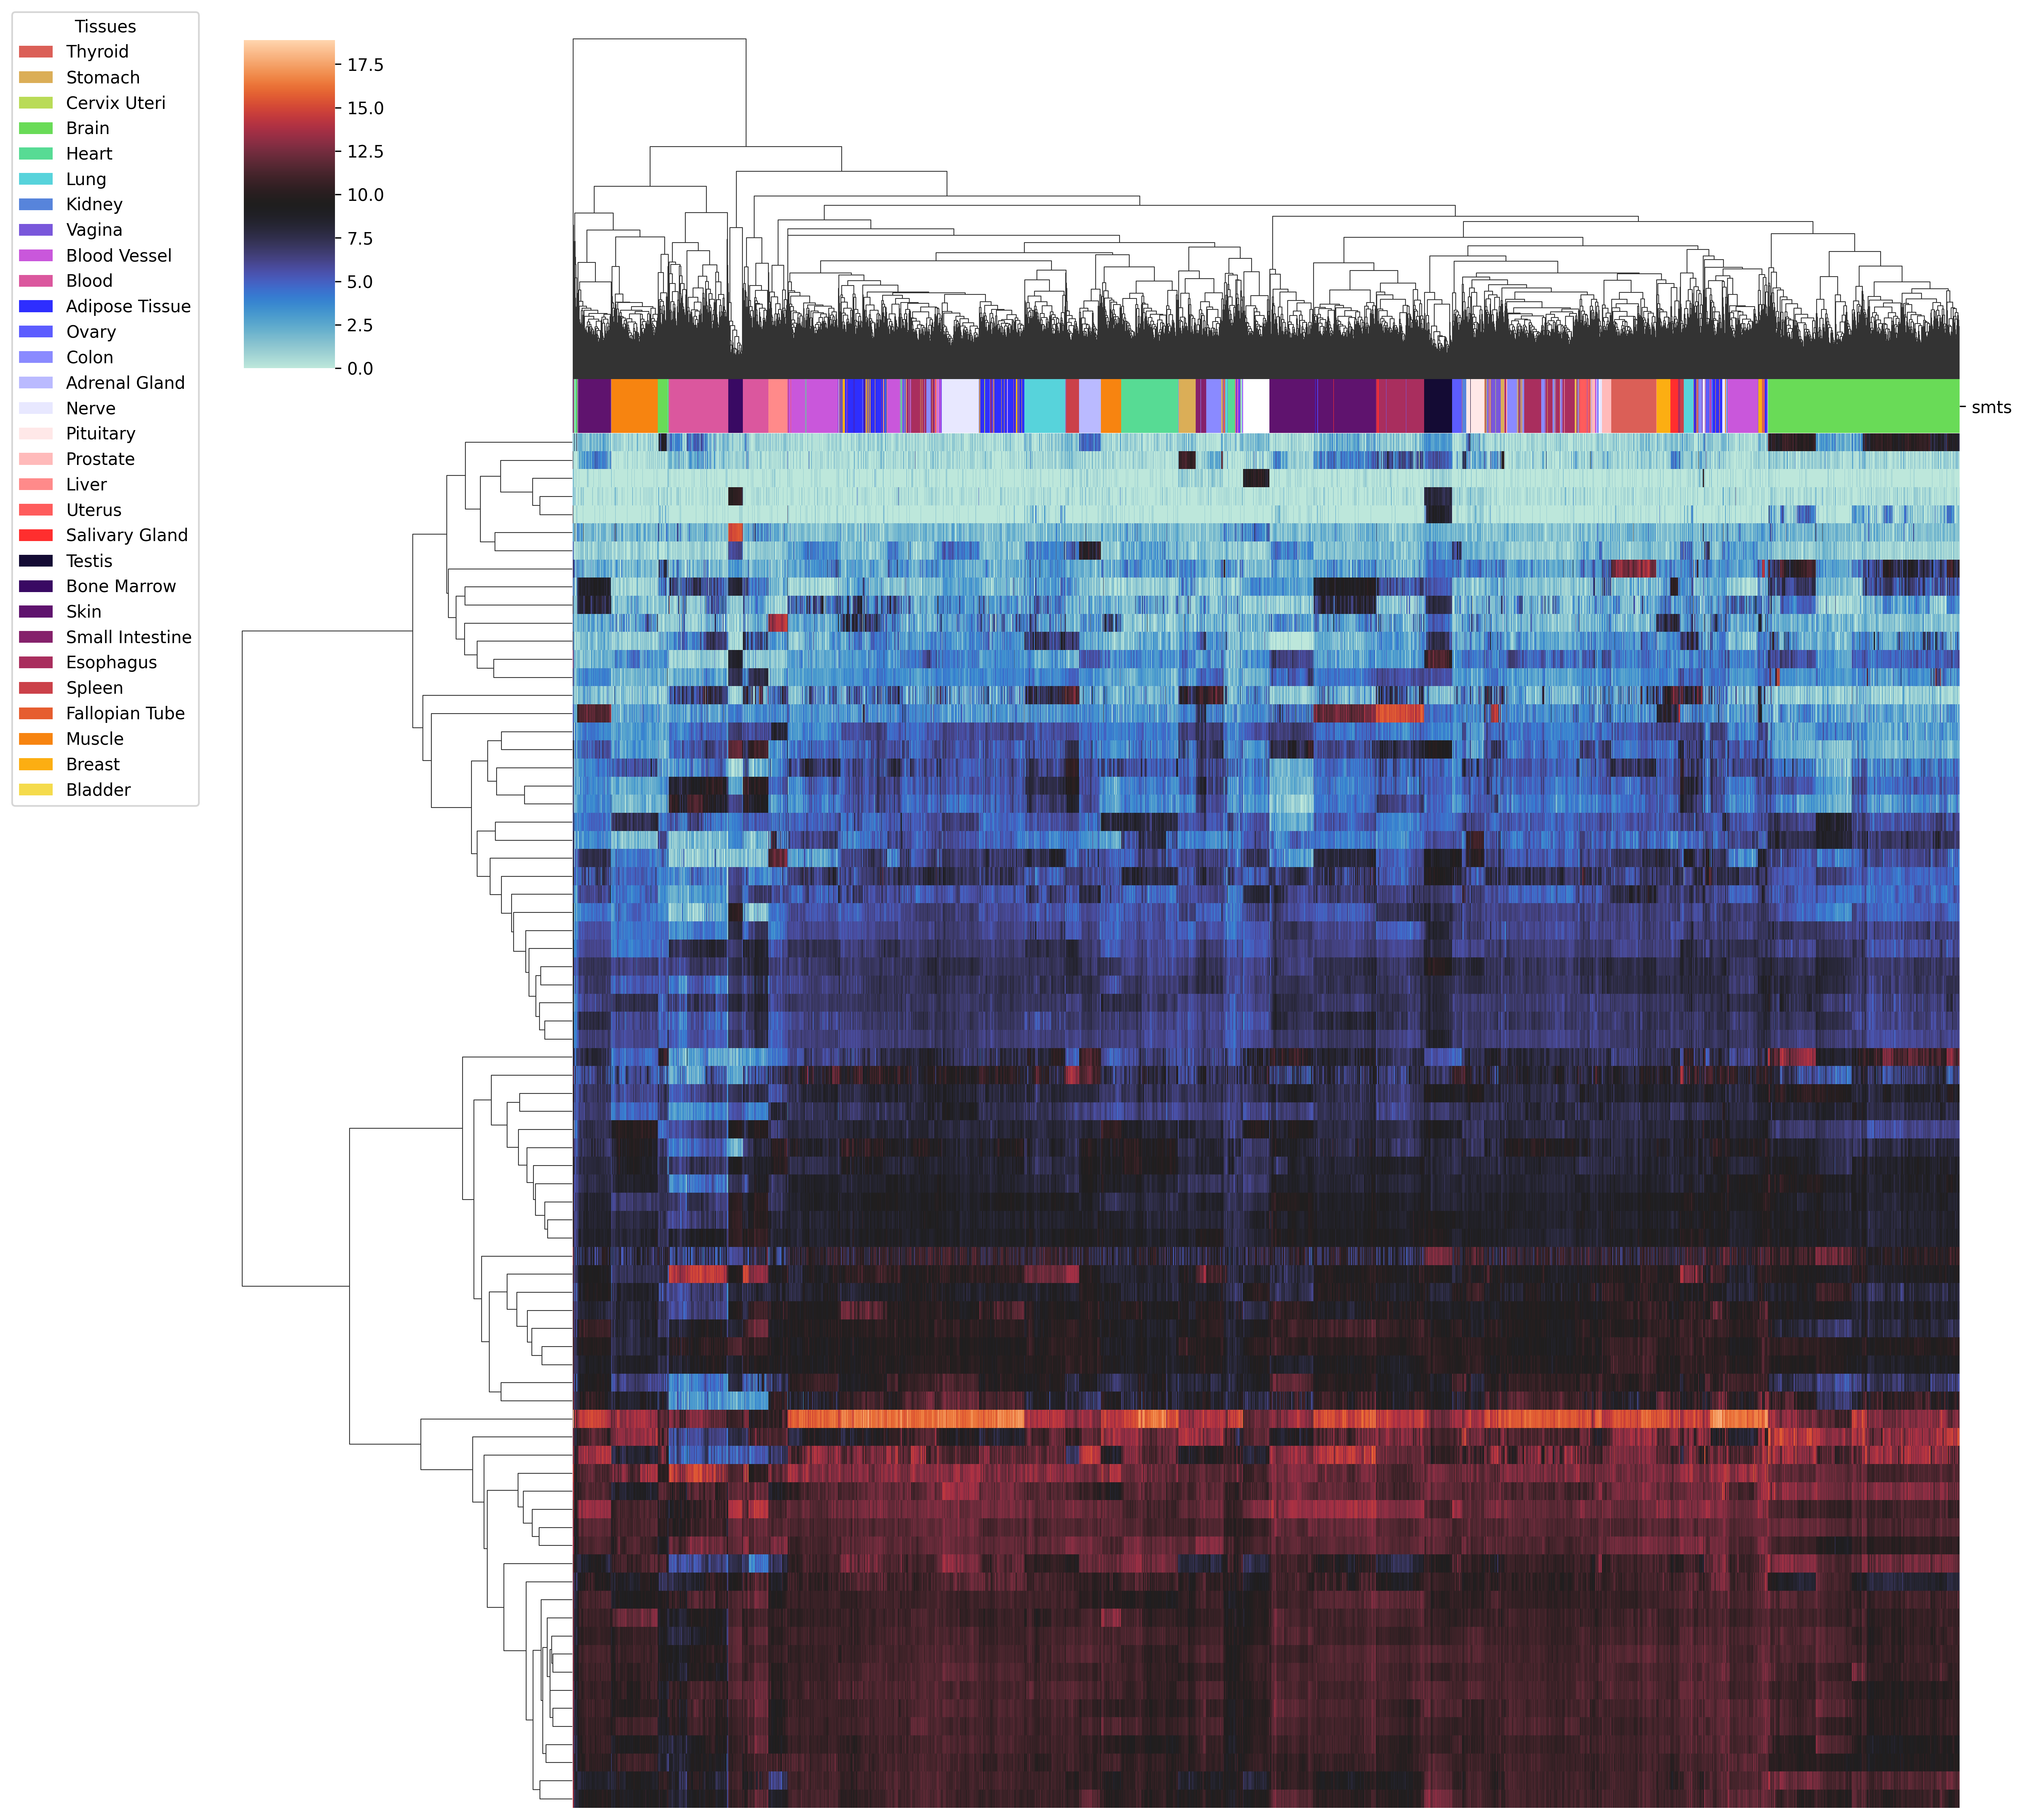 Tissues
Thyroid
Stomach
Cervix Uteri
Brain
Heart
Lung
Kidney
Vagina
Blood Vessel
Blood
Adipose Tissue
Ovary
Colon
Adrenal Gland
Nerve
Pituitary
Prostate
Liver
Uterus
Salivary Gland
Testis
Bone Marrow
Skin
Small Intestine
Esophagus
Spleen
Fallopian Tube
Muscle
Breast
Bladder
17.5
15.0
12.5
10.0
7.5
5.0
2.5
0.0
smts